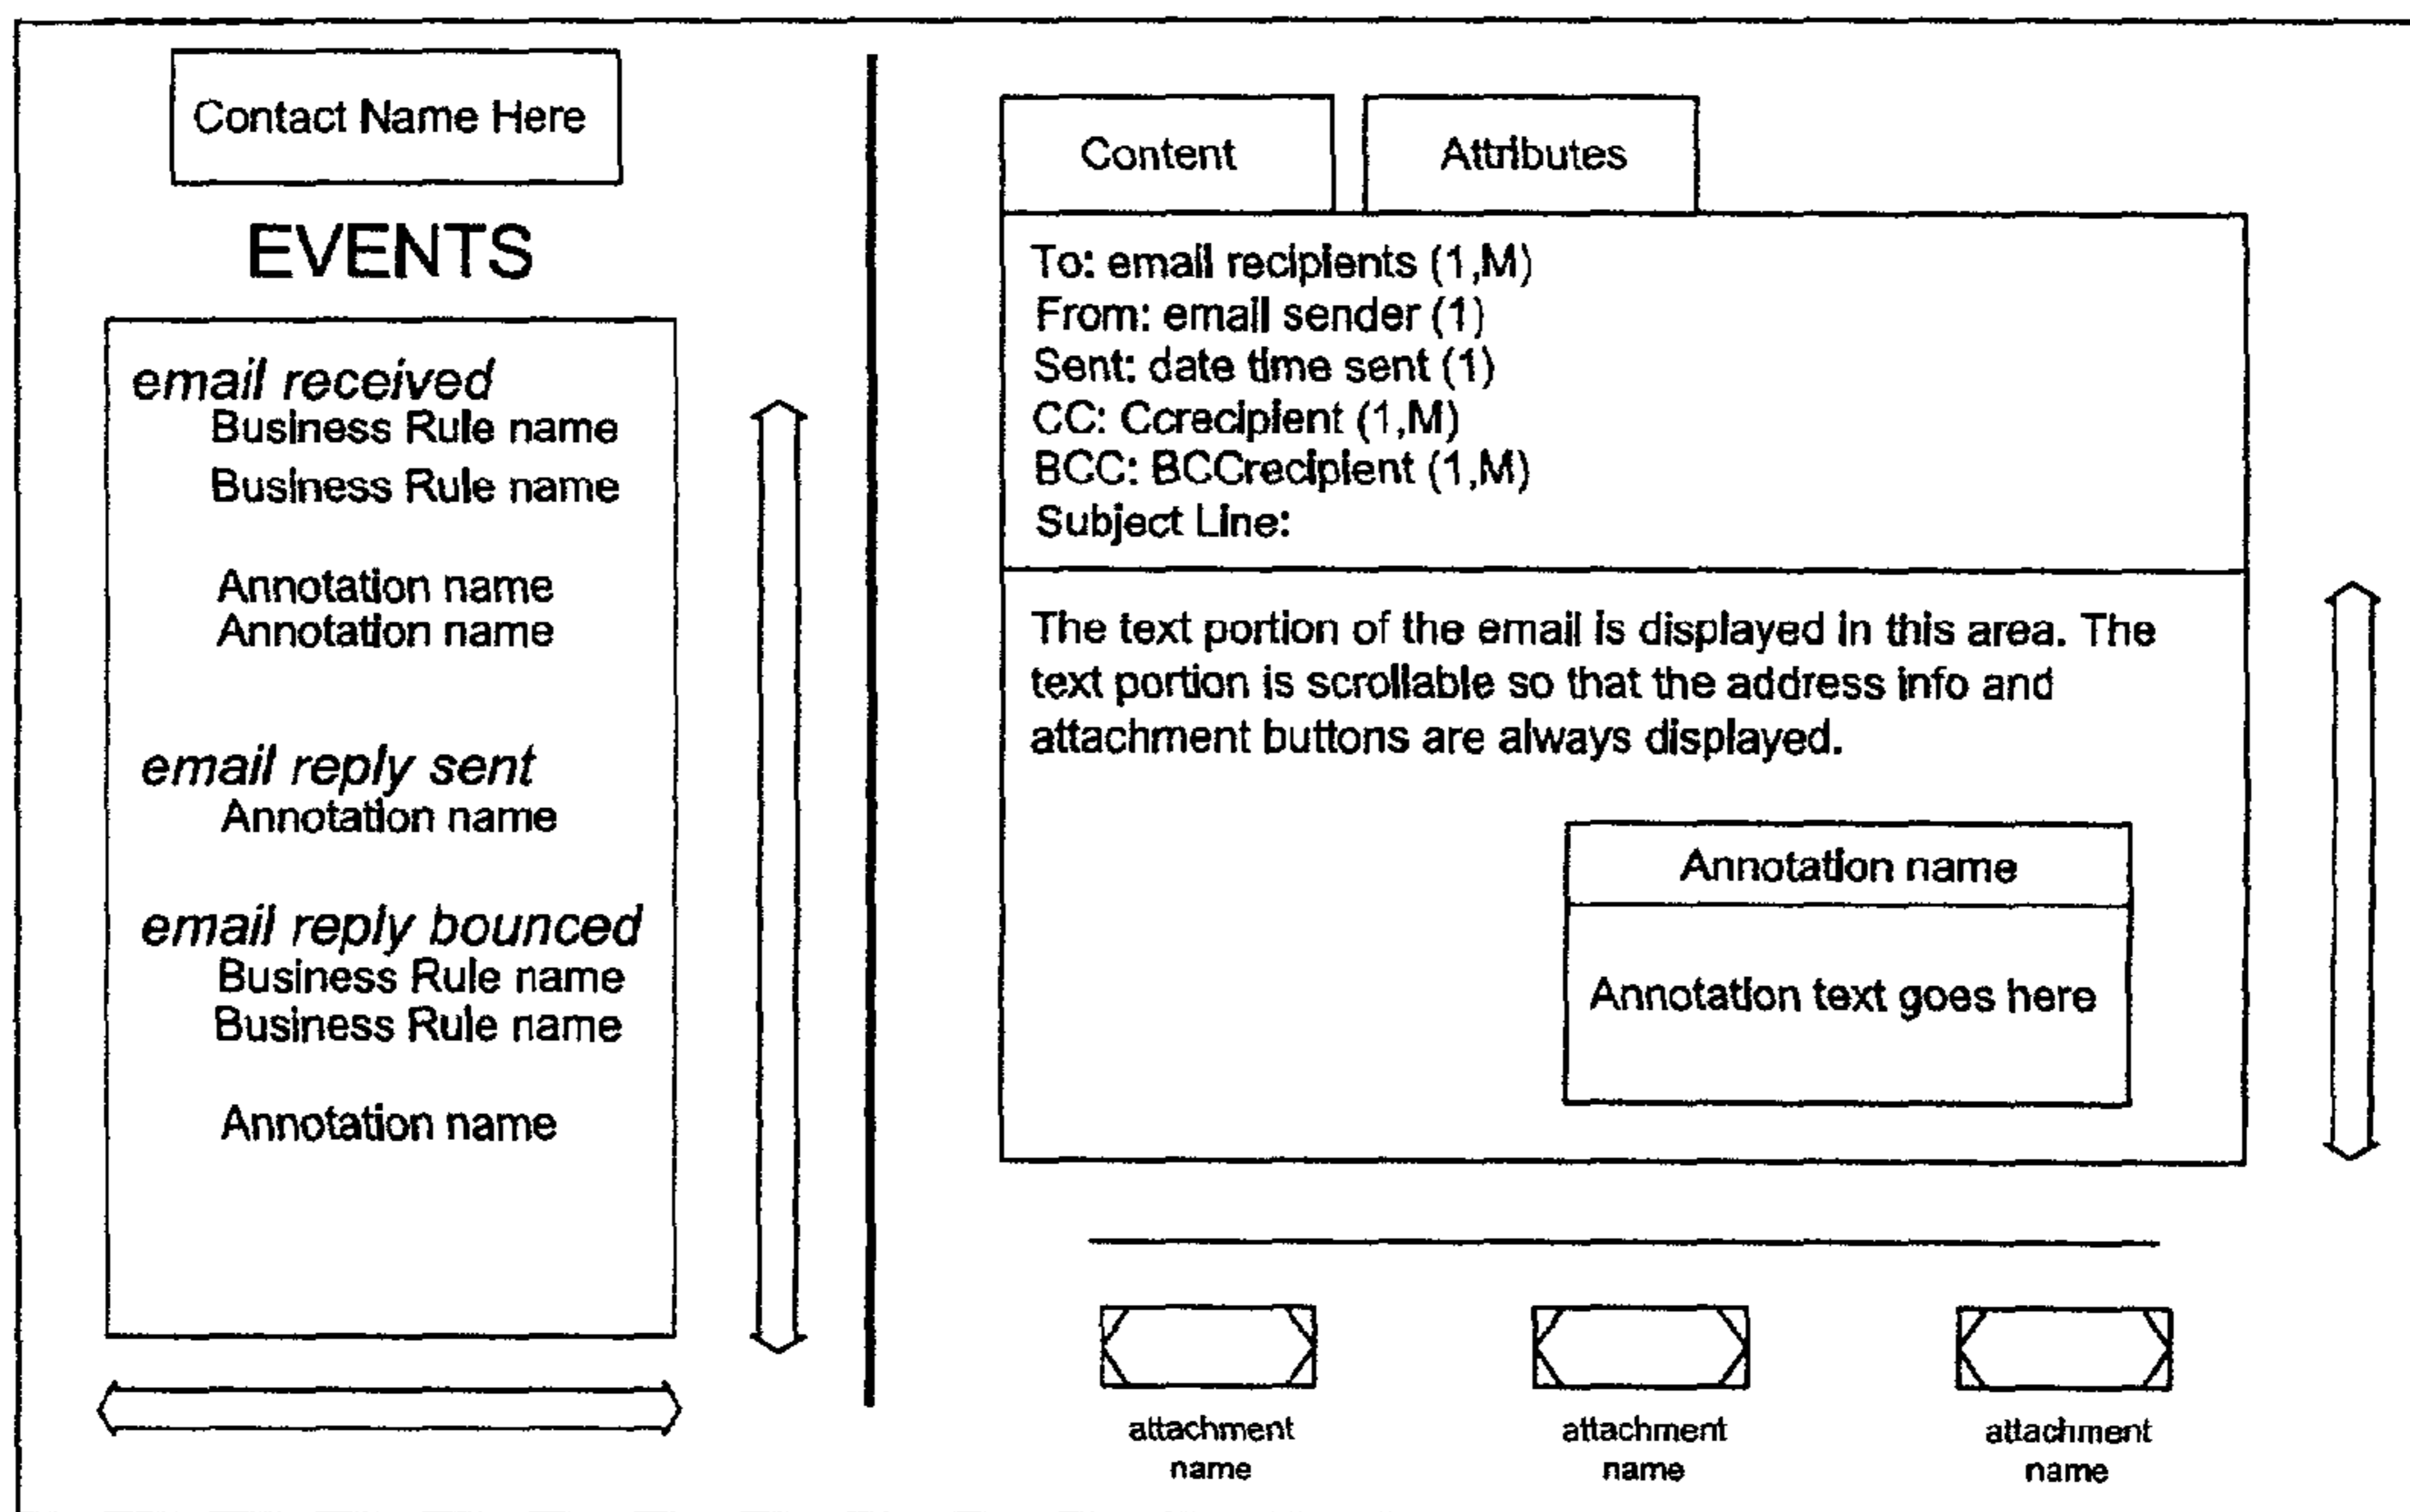 Contact Name Here
EVENTS
email received
Business Rule name
Business Rule name
Annotation name
Annotation name
email reply sent
Annotation name
email reply bounced
Business Rule name
Business Rule name
Annotation name
Content
Attributes
To: email recipients (1,M)
From: email sender (1)
Sent: date time sent (1)
CC: Ccrecipient (1,M)
BCC: BCCrecipient (1,M)
Subject Line:
The text portion of the email is displayed in this area. The
text portion is scrollable so that the address info and
attachment buttons are always displayed.
Annotation name
Annotation text goes here
attachment
name
attachment
name
attachment
name